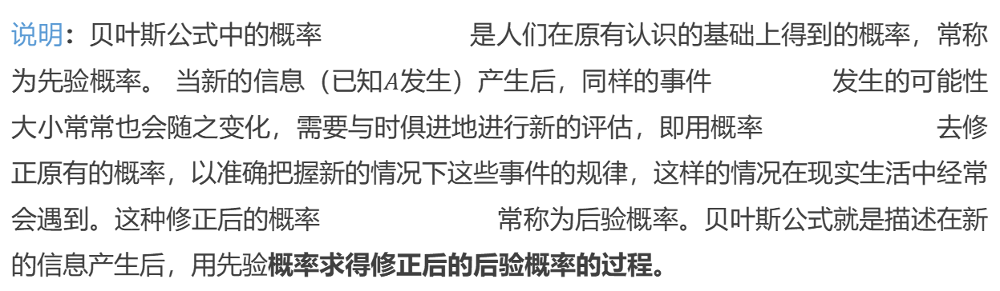 说明：贝叶斯公式中的概率 是人们在原有认识的基础上得到的概率，常称
为先验概率。 当新的信息（已知A发生）产生后，同样的事件 发生的可能性
大小常常也会随之变化，需要与时俱进地进行新的评估，即用概率 去修
正原有的概率，以准确把握新的情况下这些事件的规律，这样的情况在现实生活中经常
会遇到。这种修正后的概率 常称为后验概率。贝叶斯公式就是描述在新
的信息产生后，用先验概率求得修正后的后验概率的过程。